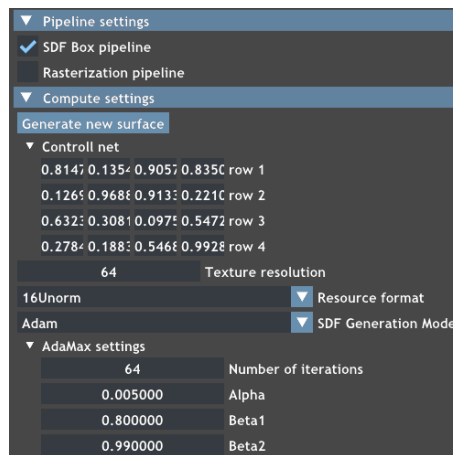 Pipeline settings
SDF Box pipeline
Rasterization pipeline
Compute settings
Generate new surface
Controll net
0.8147 0.1354 0.9057 0.8350 row 1
0.1269 0.9688 0.9133 0.2210 row 2
0.6323 0.3081 0.0975 0.5472 row 3
0.2784 0.1883 0.5468 0.9928 row 4
64 Texture resolution
16Unorm Resource format
Adam SDF Generation Mode
AdaMax settings
64 Number of iterations
0.005000 Alpha
0.800000 Beta1
0.990000 Beta2